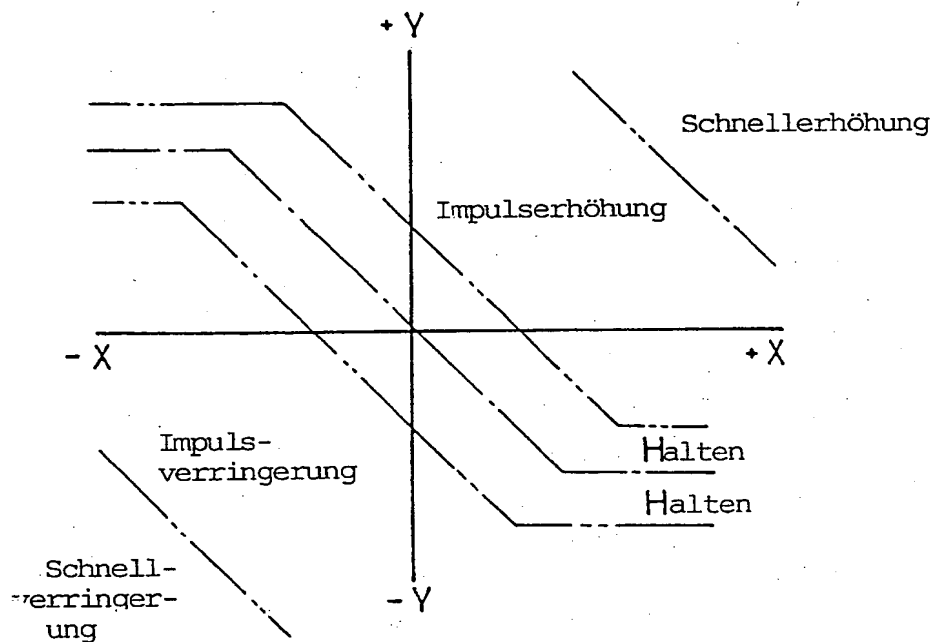 + Y
Schnellerhöhung
Impulserhöhung
- X
+ X
Impuls-
verringerung
Halten
Halten
Schnell-
verringer-
ung
- Y